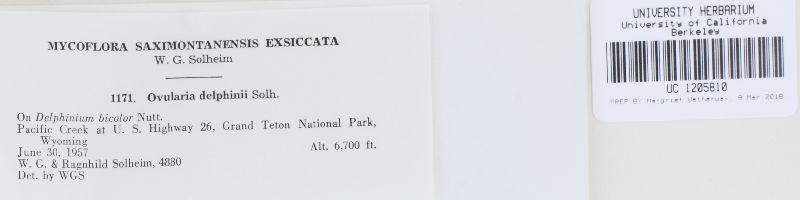 MYCOFLORA SAXIMONTANENSIS EXSICCATA
W. G. Solheim
1171. Ovularia delphinii Solh.
On Delphinium bicolor Nutt.
Pacific Creek at U. S. Highway 26, Grand Teton National Park,
Wyoming
June 30, 1957 Alt. 6,700 ft.
W. G. & Ragnhild Solheim, 4880
Det. by WGS
UNIVERSITY HERBARIUM
University of California
Berkeley
UC 1205810
PREP BY Margriet Wetherwax, 8 Mar 2018